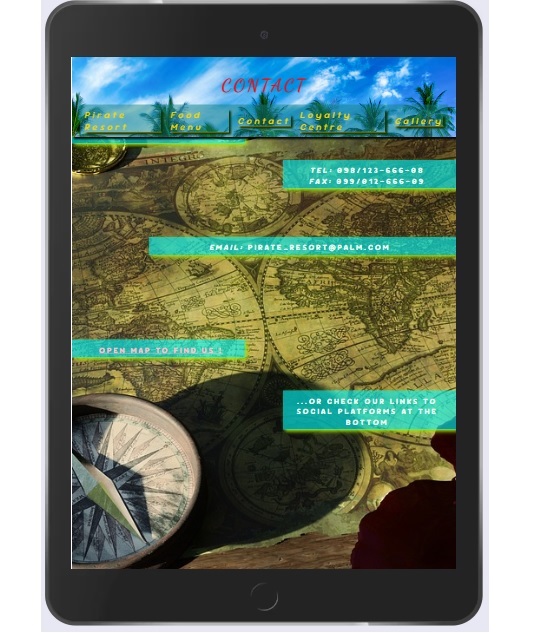 CONTACT
Pirate Resort
Food Menu
Contact
Loyalty Centre
Gallery
TEL: 098/123-666-08
FAX: 099/012-666-09
EMAIL: PIRATE_RESORT@PALM.COM
OPEN MAP TO FIND US !
...OR CHECK OUR LINKS TO
SOCIAL PLATFORMS AT THE
BOTTOM